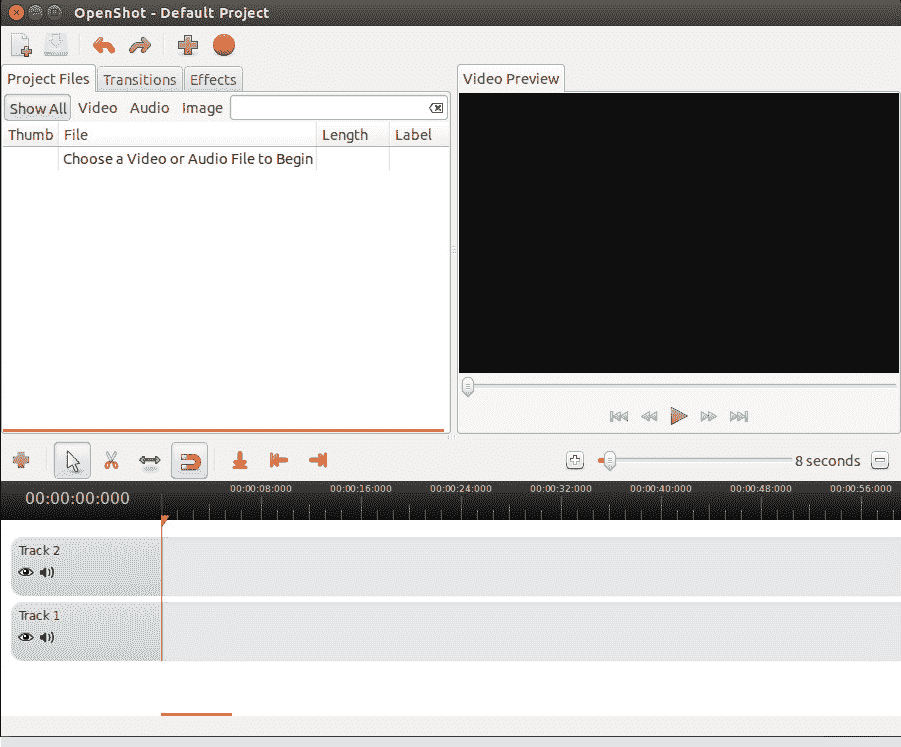 OpenShot - Default Project
Project Files Transitions Effects
Video Preview
Show All Video Audio Image
Thumb File Length Label
Choose a Video or Audio File to Begin
8 seconds
00:00:00:000
00:00:08:000 00:00:16:000 00:00:24:000 00:00:32:000 00:00:40:000 00:00:48:000 00:00:56:000
Track 2
Track 1